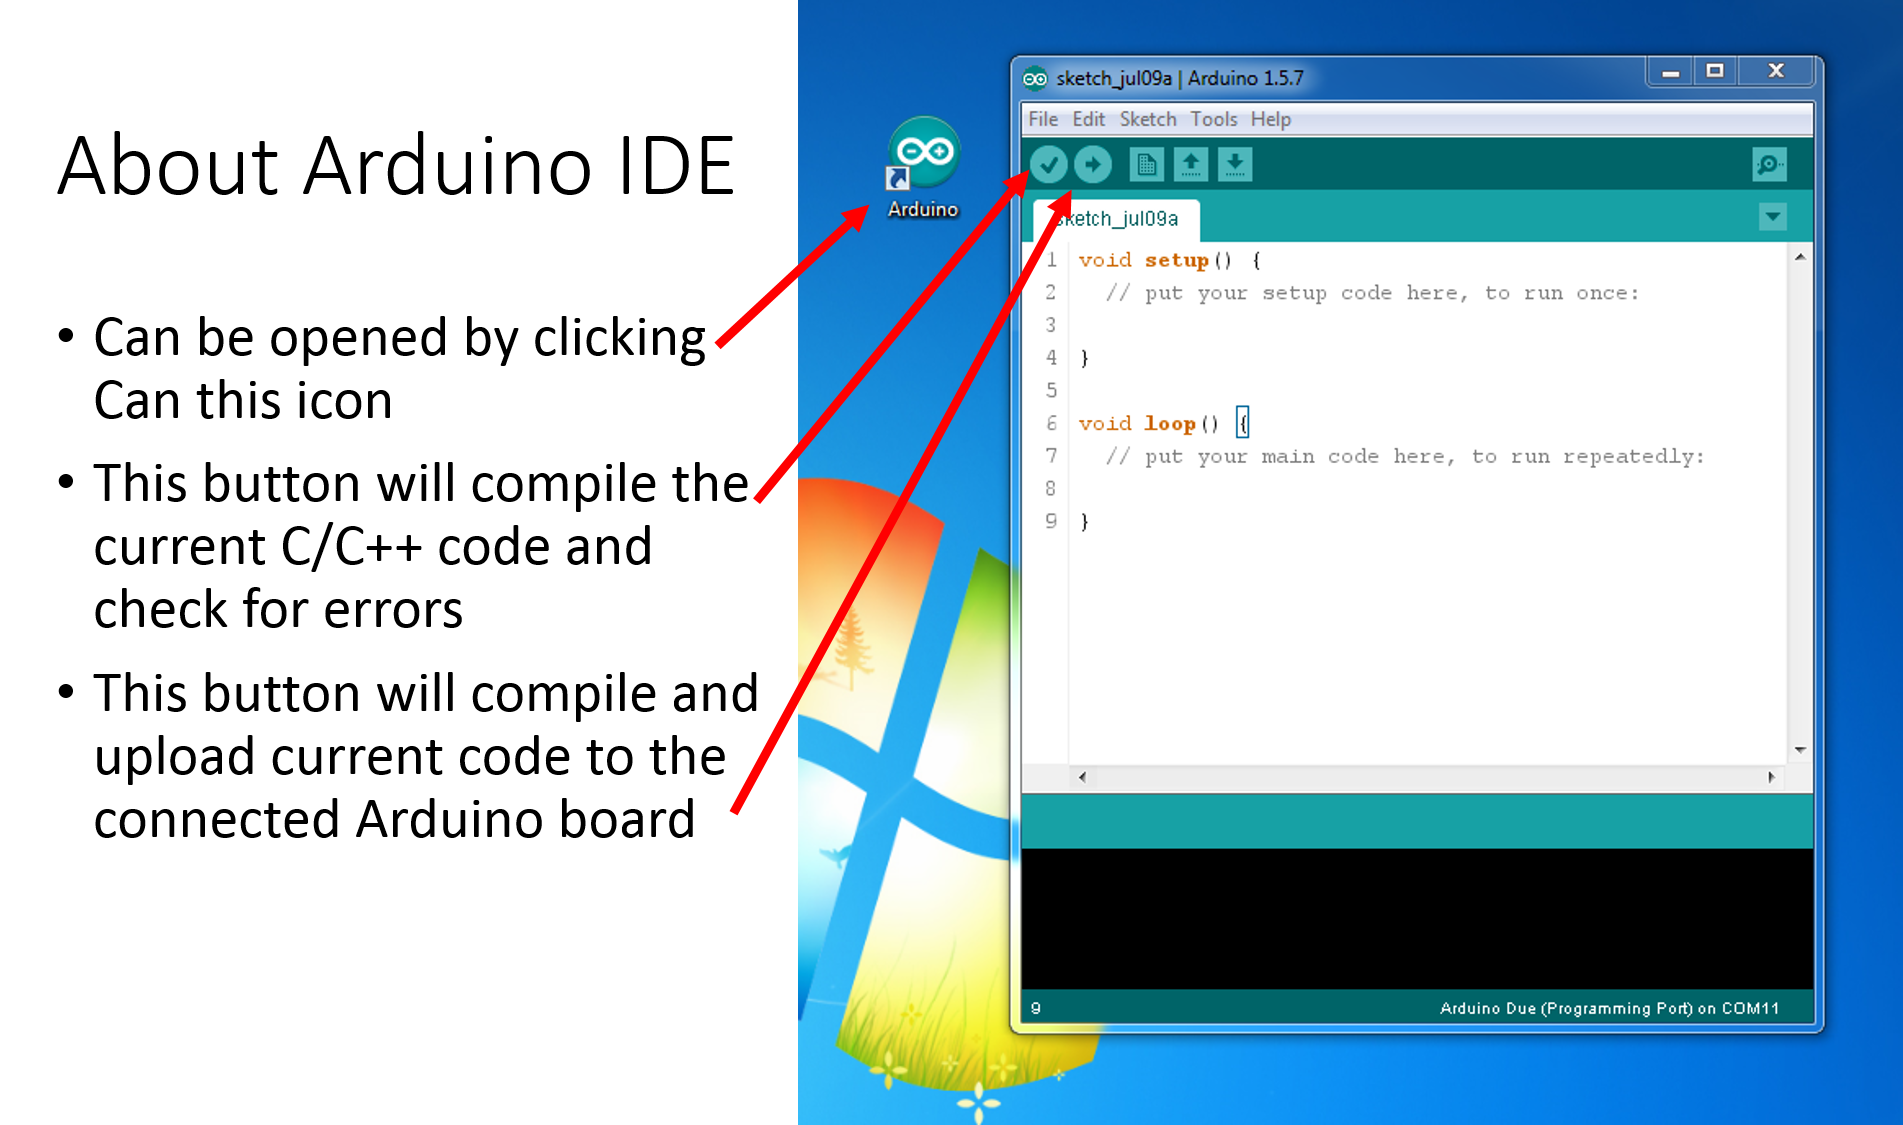 About Arduino IDE
• Can be opened by clicking
Can this icon
• This button will compile the
current C/C++ code and
check for errors
• This button will compile and
upload current code to the
connected Arduino board
Arduino
sketch_jul09a | Arduino 1.5.7
File Edit Sketch Tools Help
sketch_jul09a
1 void setup() {
2 // put your setup code here, to run once:
3
4 }
5
6 void loop() {
7 // put your main code here, to run repeatedly:
8
9 }
9
Arduino Due (Programming Port) on COM11